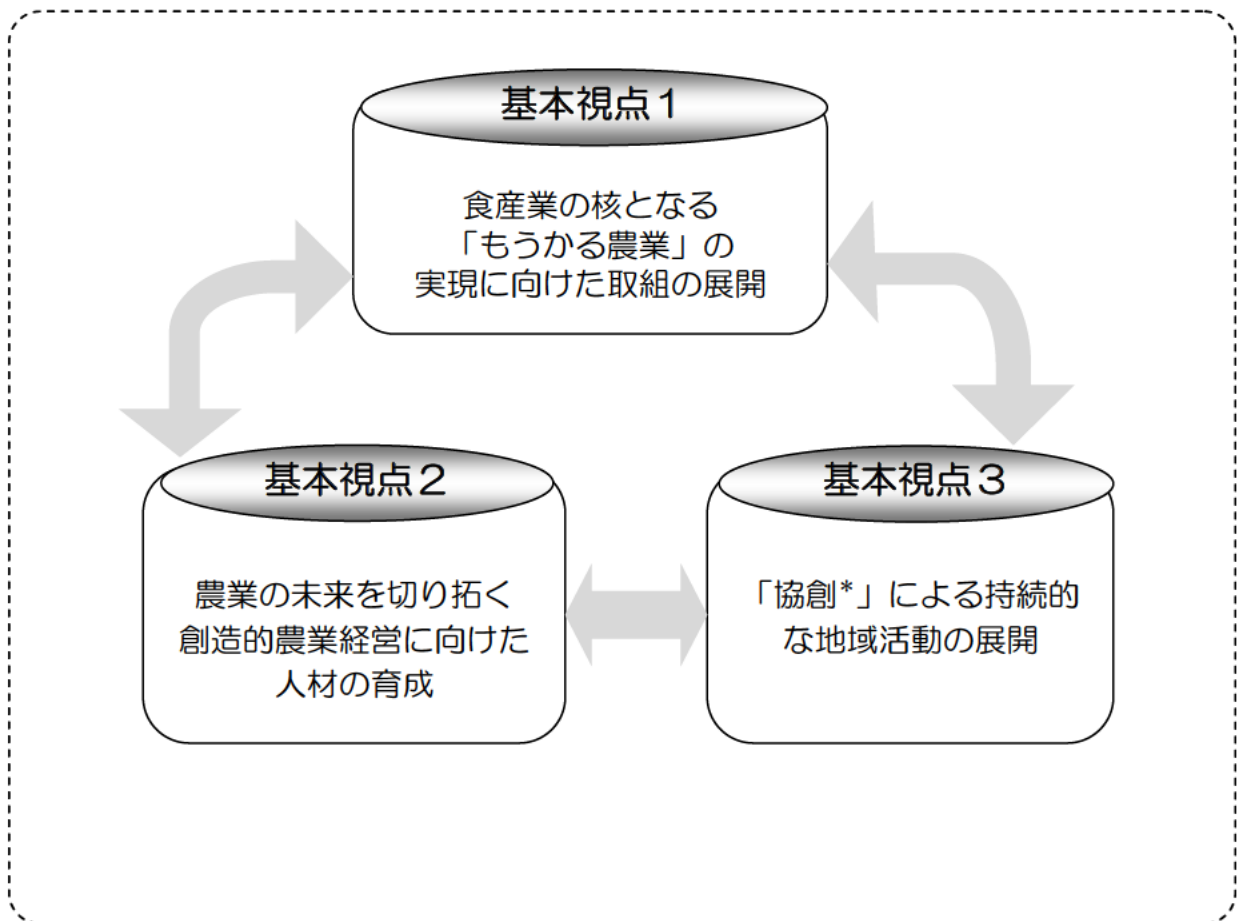 基本視点1
食産業の核となる
「もうかる農業」の
実現に向けた取組の展開
基本視点2
農業の未来を切り拓く
創造的農業経営に向けた
人材の育成
基本視点3
「協創*」による持続的
な地域活動の展開